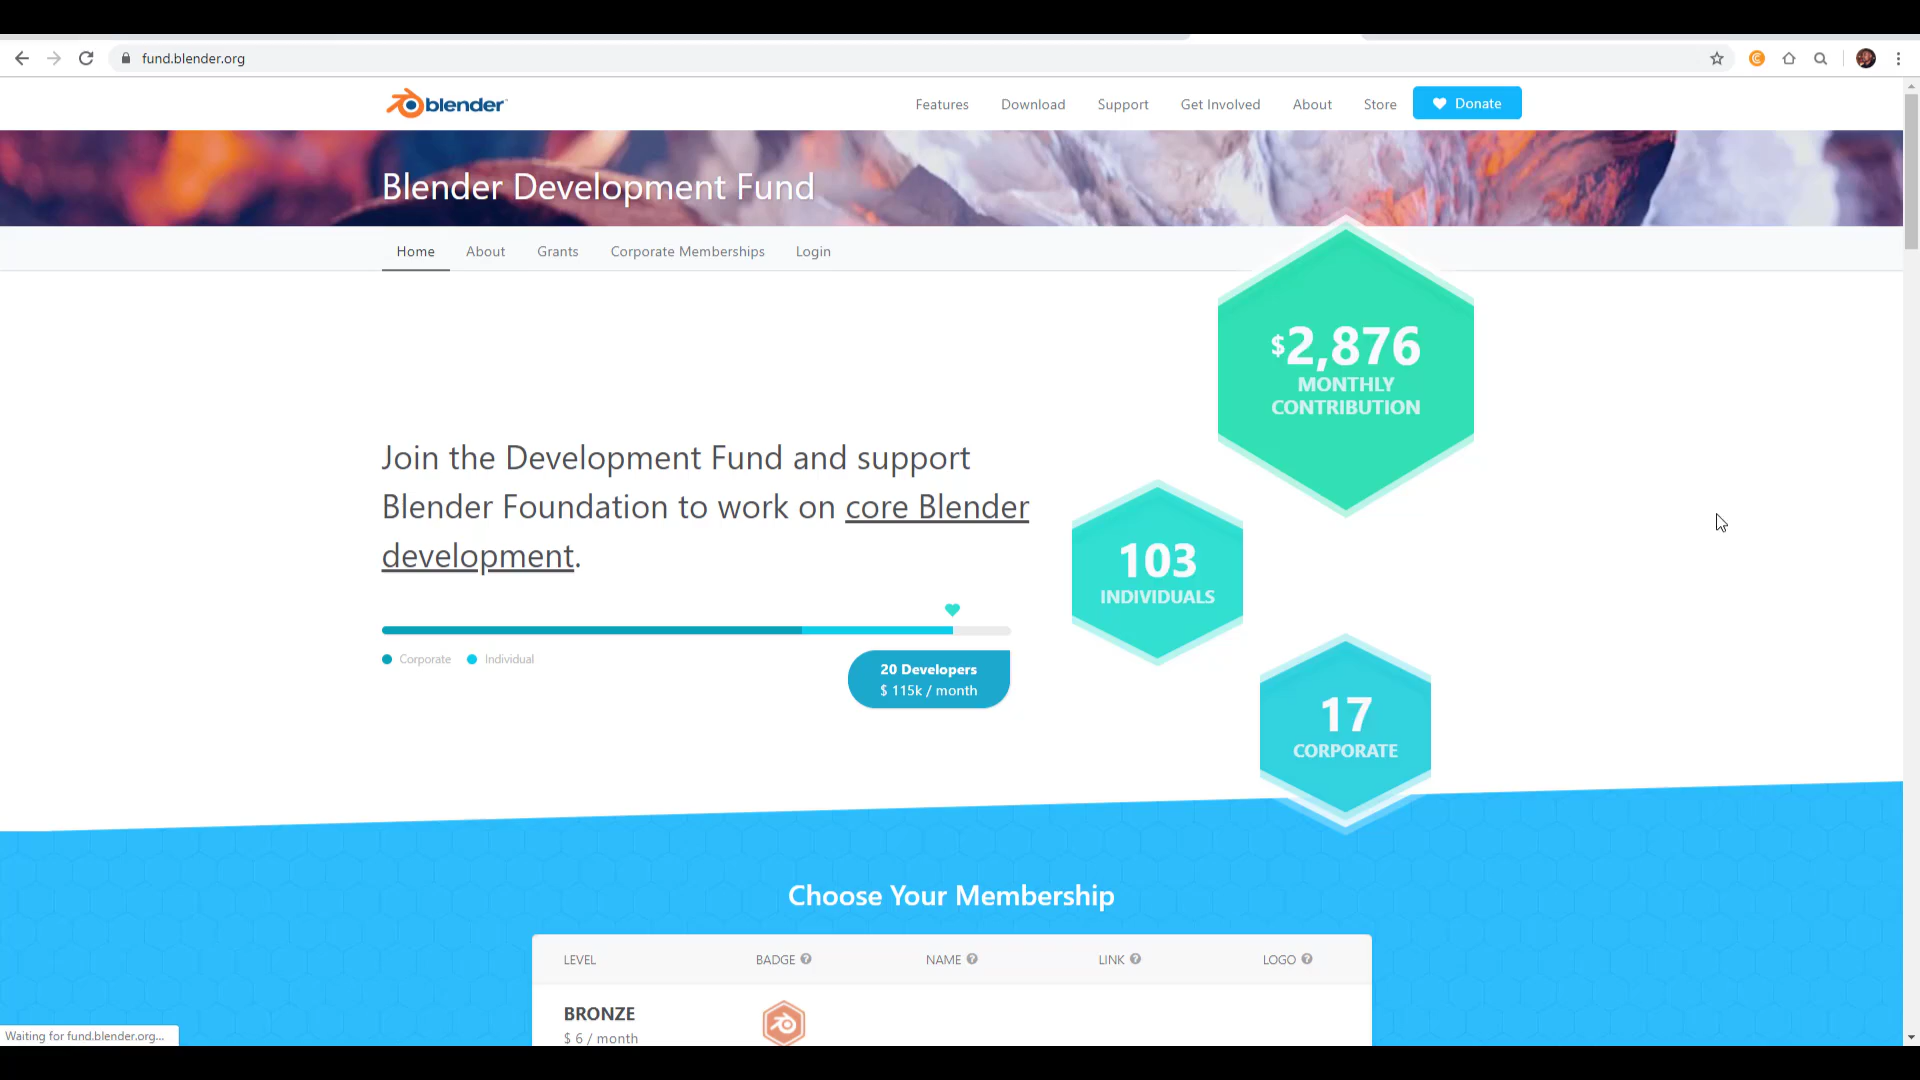 fund.blender.org
blender
Features Download Support Get Involved About Store Donate
Blender Development Fund
Home About Grants Corporate Memberships Login
$2,876
MONTHLY
CONTRIBUTION
Join the Development Fund and support
Blender Foundation to work on core Blender
development.
103
INDIVIDUALS
Corporate Individual
20 Developers
$ 115k / month
17
CORPORATE
Choose Your Membership
LEVEL BADGE ? NAME ? LINK ? LOGO ?
BRONZE
$ 6 / month
Waiting for fund.blender.org...